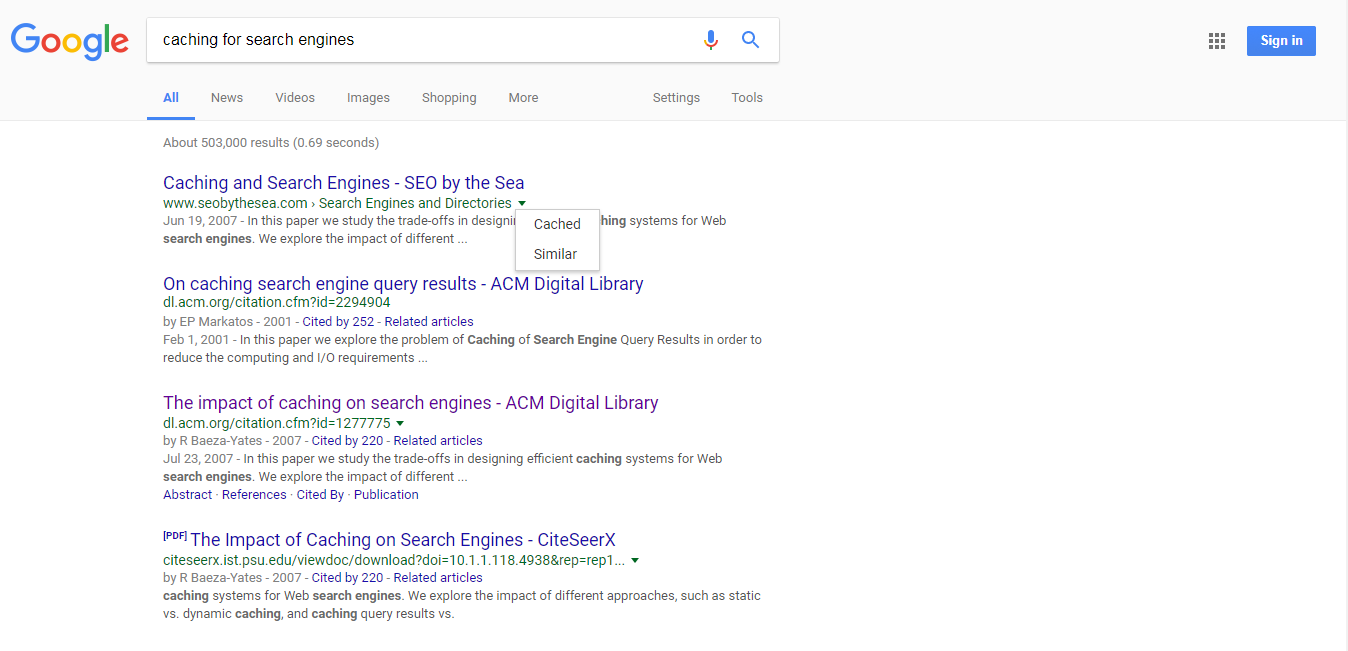 Google
caching for search engines
Sign in
All News Videos Images Shopping More Settings Tools
About 503,000 results (0.69 seconds)
Caching and Search Engines - SEO by the Sea
www.seobythesea.com › Search Engines and Directories
Jun 19, 2007 - In this paper we study the trade-offs in hing systems for Web
search engines. We explore the impact of different ...
Cached
Similar
On caching search engine query results - ACM Digital Library
dl.acm.org/citation.cfm?id=2294904
by EP Markatos - 2001 - Cited by 252 - Related articles
Feb 1, 2001 - In this paper we explore the problem of Caching of Search Engine Query Results in order to
reduce the computing and I/O requirements ...
The impact of caching on search engines - ACM Digital Library
dl.acm.org/citation.cfm?id=1277775
by R Baeza-Yates - 2007 - Cited by 220 - Related articles
Jul 23, 2007 - In this paper we study the trade-offs in designing efficient caching systems for Web
search engines. We explore the impact of different ...
Abstract · References · Cited By · Publication
[PDF] The Impact of Caching on Search Engines - CiteSeerX
citeseerx.ist.psu.edu/viewdoc/download?doi=10.1.1.118.4938&rep=rep1...
by R Baeza-Yates - 2007 - Cited by 220 - Related articles
caching systems for Web search engines. We explore the impact of different approaches, such as static
vs. dynamic caching, and caching query results vs.